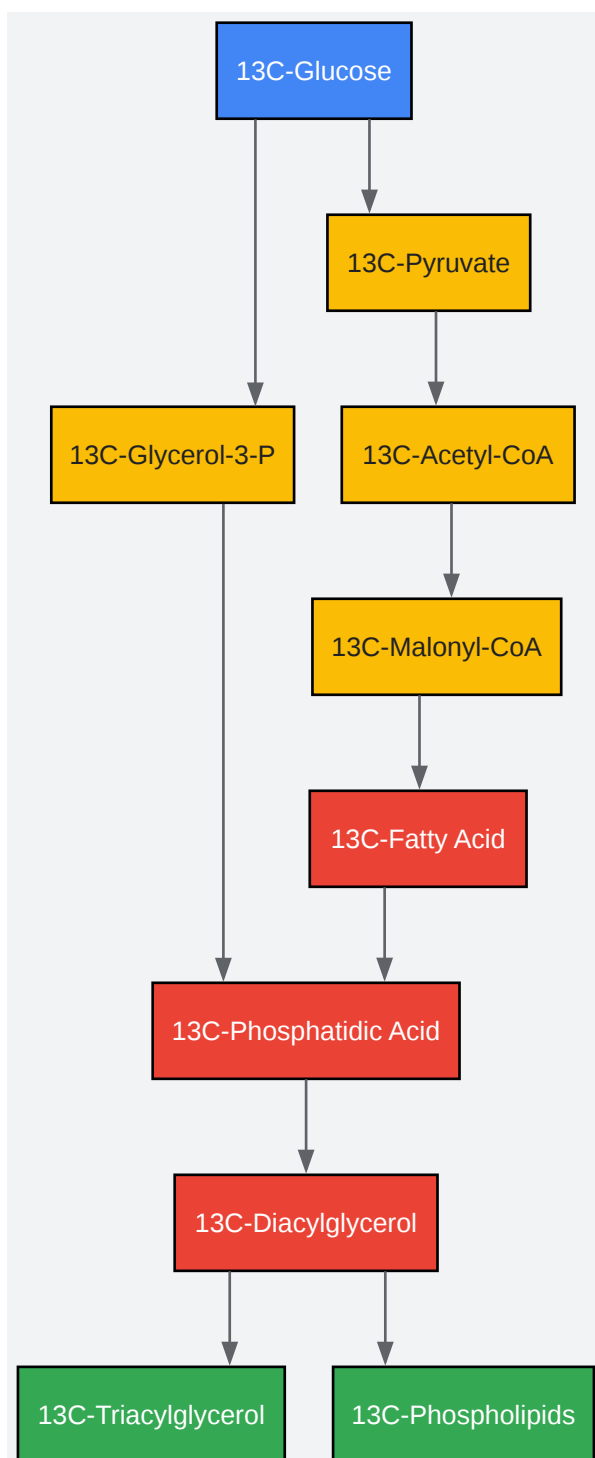 13C-Glucose
13C-Pyruvate
13C-Glycerol-3-P
13C-Acetyl-CoA
13C-Malonyl-CoA
13C-Fatty Acid
13C-Phosphatidic Acid
13C-Diacylglycerol
13C-Triacylglycerol
13C-Phospholipids